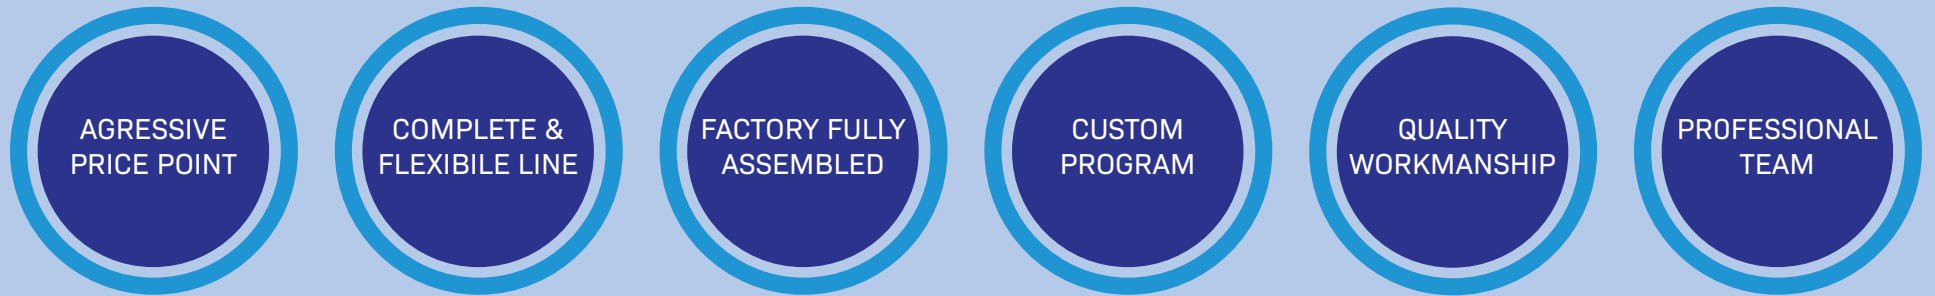 AGRESSIVE
PRICE POINT
COMPLETE &
FLEXIBILE LINE
FACTORY FULLY
ASSEMBLED
CUSTOM
PROGRAM
QUALITY
WORKMANSHIP
PROFESSIONAL
TEAM